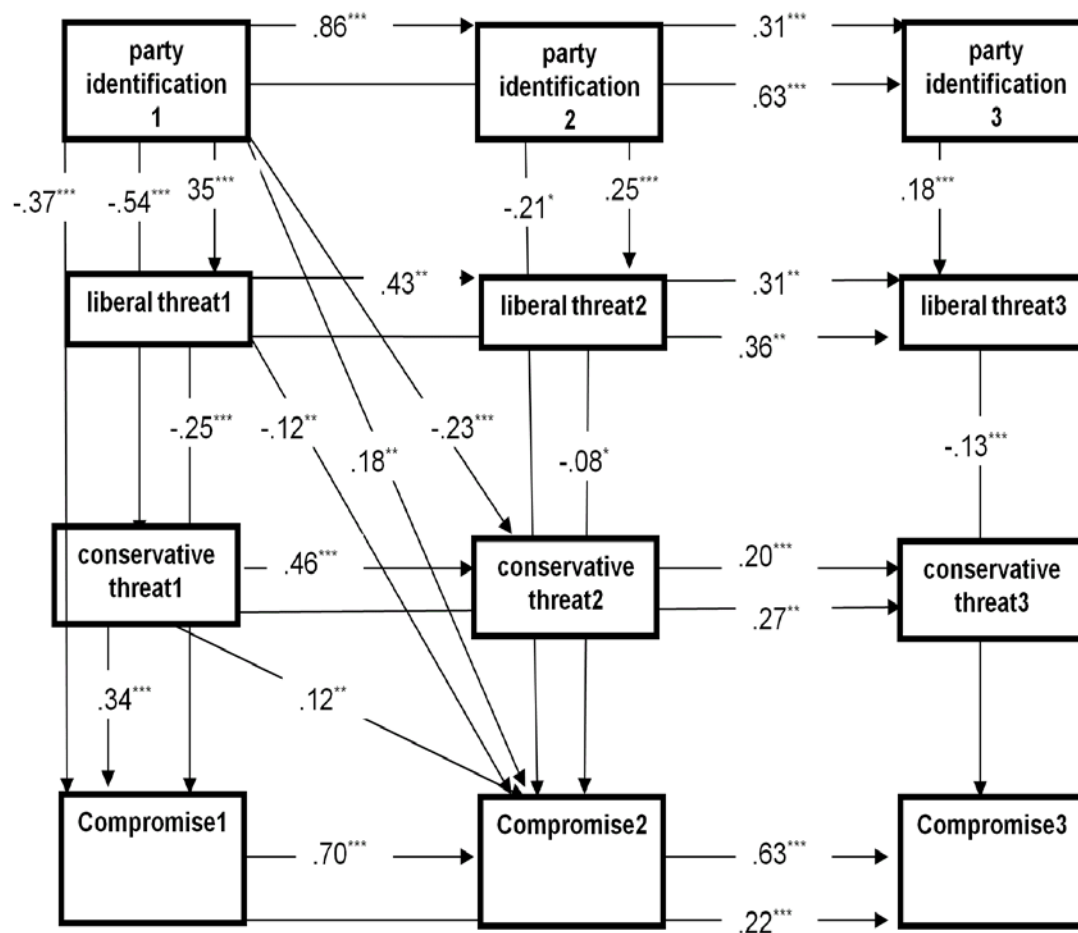 .86***
.31***
party
identification
1
party
identification
2
party
identification
3
.63***
-.37***
-.54***
35***
-.21*
.25***
.18***
liberal threat1
.43**
liberal threat2
.31**
liberal threat3
.36**
-.25***
-.12**
.18**
-.23***
-.08*
-.13***
conservative
threat1
.46***
conservative
threat2
.20***
conservative
threat3
.27**
.34***
.12**
Compromise1
Compromise2
Compromise3
.70***
.63***
.22***